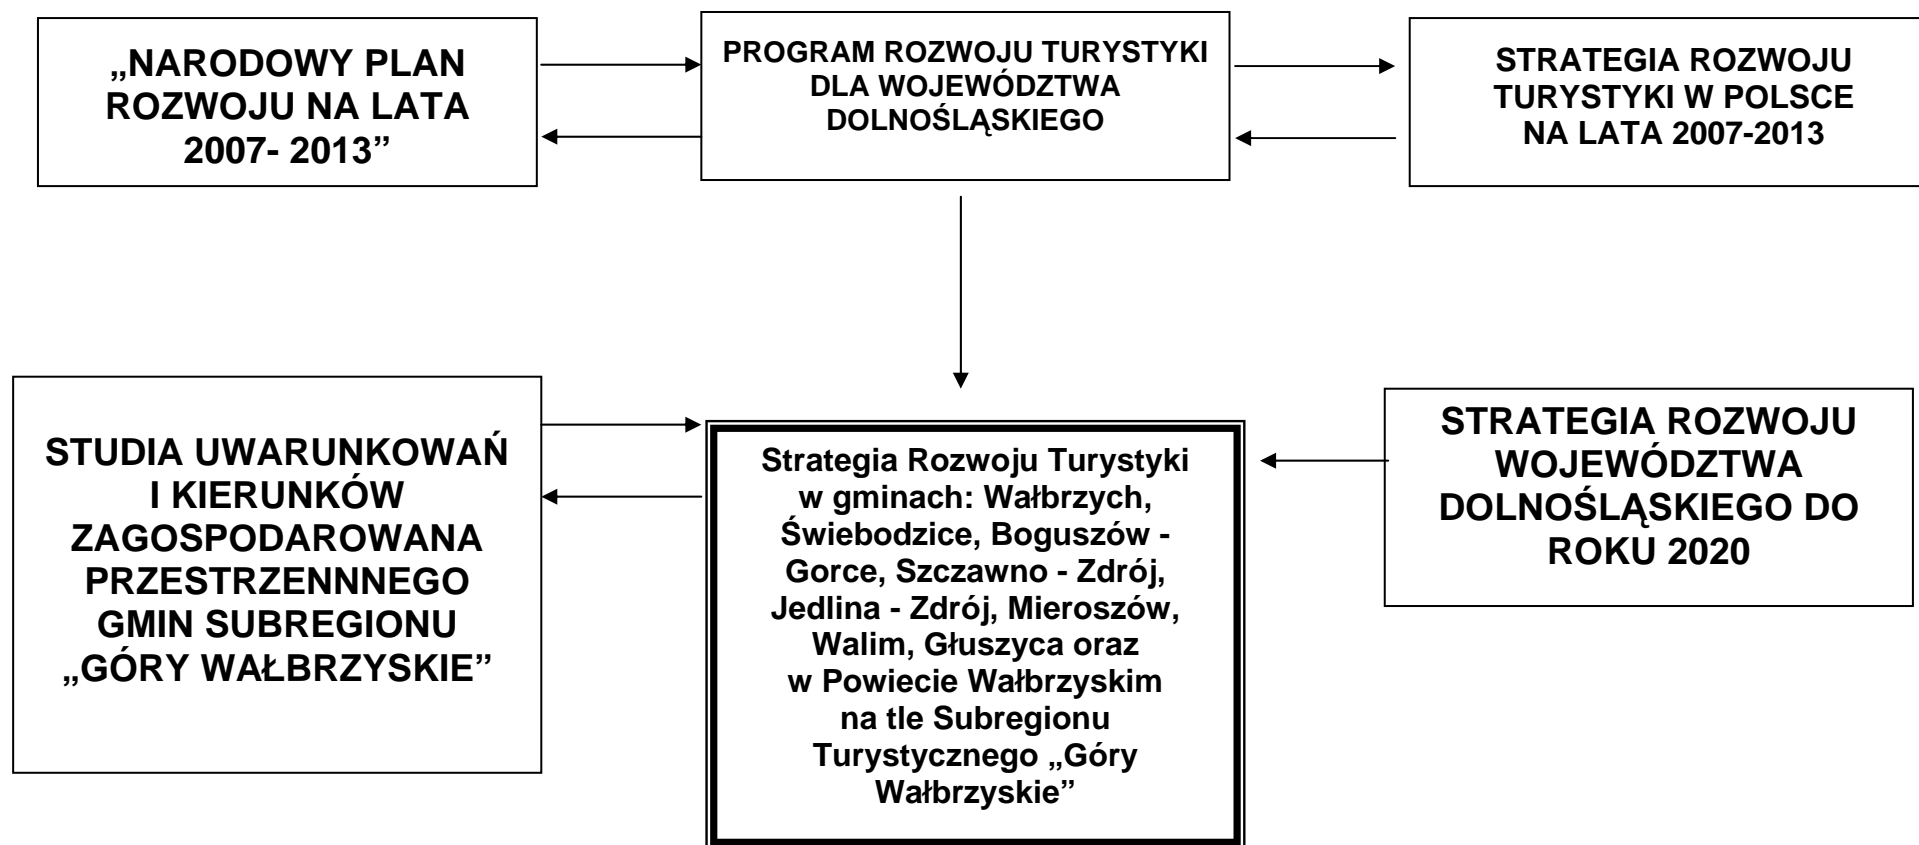 „NARODOWY PLAN
ROZWOJU NA LATA
2007- 2013”
PROGRAM ROZWOJU TURYSTYKI
DLA WOJEWÓDZTWA
DOLNOŚLĄSKIEGO
STRATEGIA ROZWOJU
TURYSTYKI W POLSCE
NA LATA 2007-2013
STUDIA UWARUNKOWAŃ
I KIERUNKÓW
ZAGOSPODAROWANA
PRZESTRZENNNEGO
GMIN SUBREGIONU
„GÓRY WAŁBRZYSKIE”
Strategia Rozwoju Turystyki
w gminach: Wałbrzych,
Świebodzice, Boguszów -
Gorce, Szczawno - Zdrój,
Jedlina - Zdrój, Mieroszów,
Walim, Głuszyca oraz
w Powiecie Wałbrzyskim
na tle Subregionu
Turystycznego „Góry
Wałbrzyskie”
STRATEGIA ROZWOJU
WOJEWÓDZTWA
DOLNOŚLĄSKIEGO DO
ROKU 2020